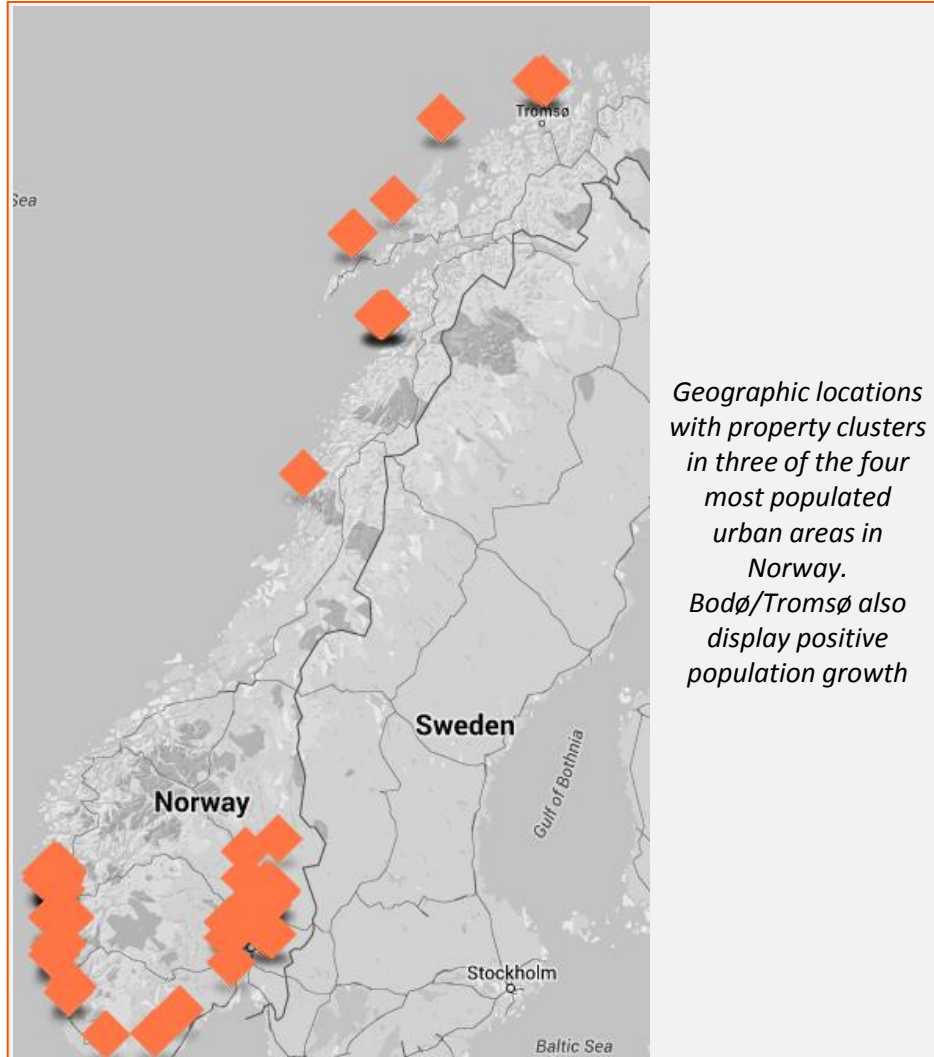 Tromsø
Sea
Geographic locations
with property clusters
in three of the four
most populated
urban areas in
Norway.
Bodø/Tromsø also
display positive
population growth
Sweden
Gulf of Bothnia
Norway
Stockholm
Baltic Sea